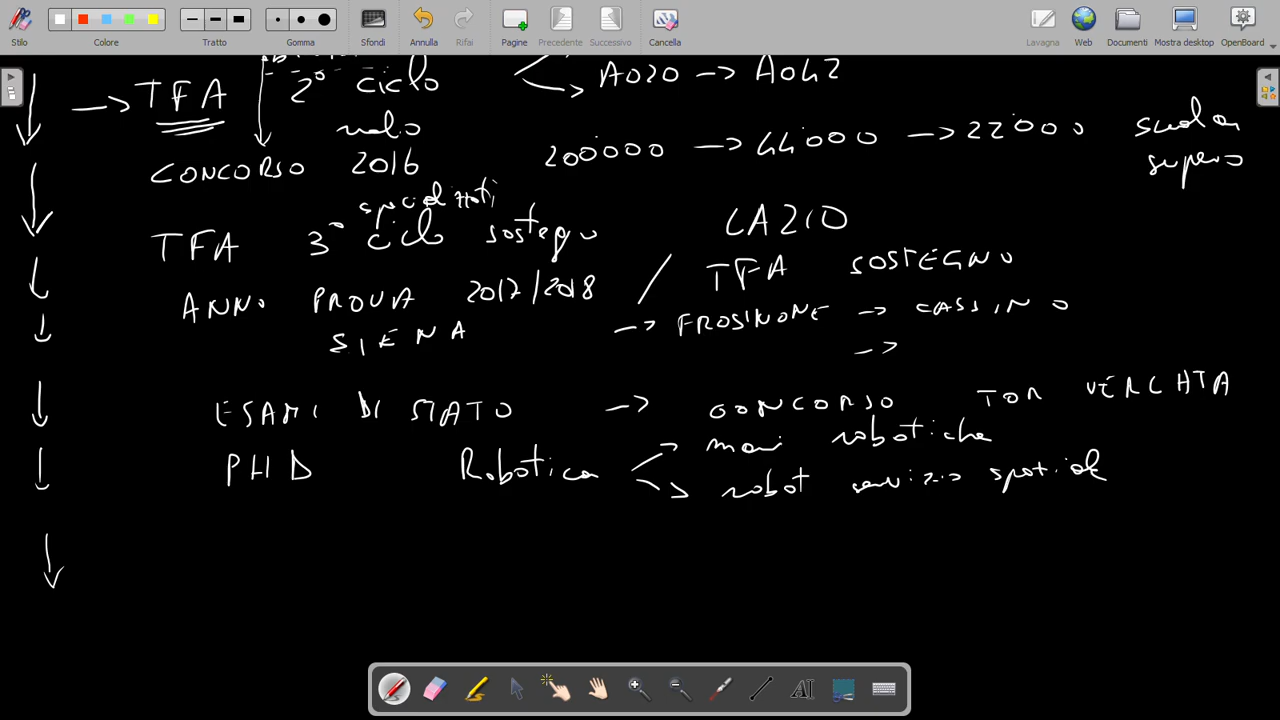 Stilo Colore Tratto Gomma Sfondi Annulla Rifai Pagine Precedente Successivo Cancella Lavagna Web Documenti Mostra desktop OpenBoard
→ TFA 2° ciclo A020 → A042
ruolo
CONCORSO 2016 200000 → 44000 → 22000 scuola
supero
specializzati
TFA 3° ciclo sostegno LAZIO
ANNO PROVA 2017/2018 / TFA SOSTEGNO
SIENA → FROSINONE → CASSINO
→
ESAMI DI STATO → CONCORSO TOR VERGATA
PHD Robotica mani robotiche
robot servizio spaziale